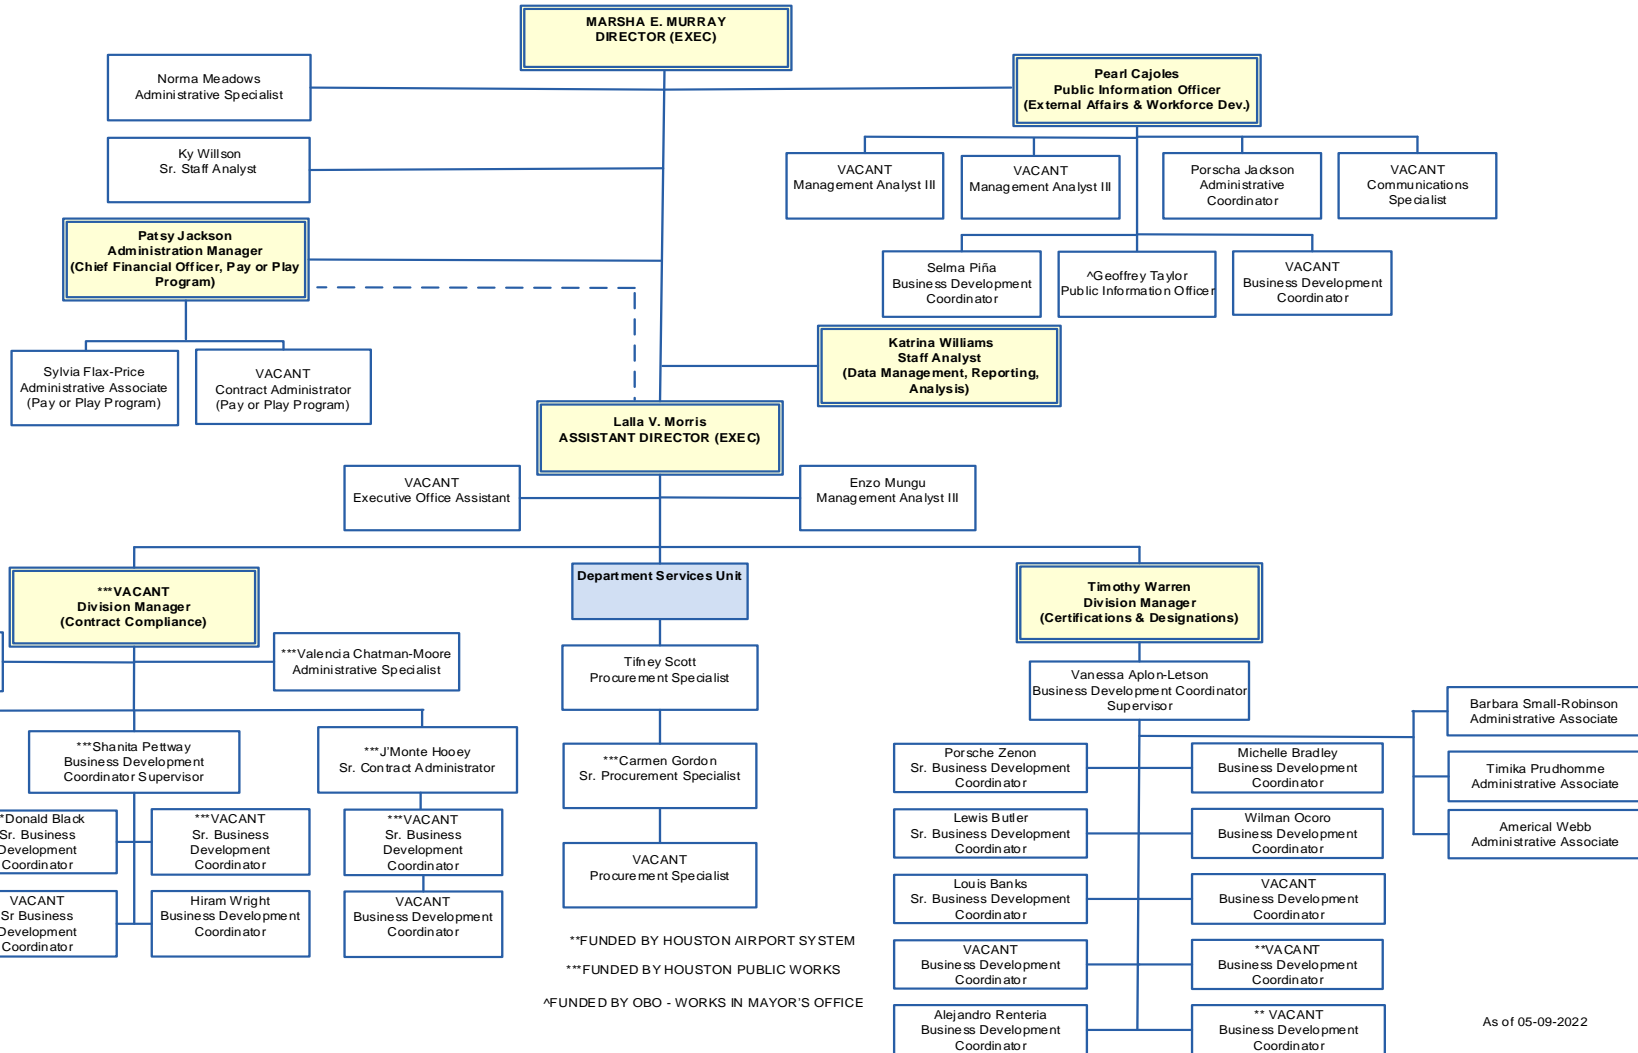 MARSHA E. MURRAY
DIRECTOR (EXEC)
Norma Meadows
Administrative Specialist
Pearl Cajoles
Public Information Officer
(External Affairs & Workforce Dev.)
Ky Willson
Sr. Staff Analyst
VACANT
Management Analyst III
VACANT
Management Analyst III
Porscha Jackson
Administrative
Coordinator
VACANT
Communications
Specialist
Patsy Jackson
Administration Manager
(Chief Financial Officer, Pay or Play
Program)
Selma Piña
Business Development
Coordinator
^Geoffrey Taylor
Public Information Officer
VACANT
Business Development
Coordinator
Katrina Williams
Staff Analyst
(Data Management, Reporting,
Analysis)
Sylvia Flax-Price
Administrative Associate
(Pay or Play Program)
VACANT
Contract Administrator
(Pay or Play Program)
Lalla V. Morris
ASSISTANT DIRECTOR (EXEC)
VACANT
Executive Office Assistant
Enzo Mungu
Management Analyst III
***VACANT
Division Manager
(Contract Compliance)
Department Services Unit
Timothy Warren
Division Manager
(Certifications & Designations)
***Valencia Chatman-Moore
Administrative Specialist
Tifney Scott
Procurement Specialist
Vanessa Aplon-Letson
Business Development Coordinator
Supervisor
Barbara Small-Robinson
Administrative Associate
Timika Prudhomme
Administrative Associate
Americal Webb
Administrative Associate
***Shanita Pettway
Business Development
Coordinator Supervisor
***J'Monte Hooey
Sr. Contract Administrator
***Carmen Gordon
Sr. Procurement Specialist
Porsche Zenon
Sr. Business Development
Coordinator
Michelle Bradley
Business Development
Coordinator
*Donald Black
Sr. Business
Development
Coordinator
***VACANT
Sr. Business
Development
Coordinator
***VACANT
Sr. Business
Development
Coordinator
Lewis Butler
Sr. Business Development
Coordinator
Wilman Ocoro
Business Development
Coordinator
VACANT
Procurement Specialist
Louis Banks
Sr. Business Development
Coordinator
VACANT
Business Development
Coordinator
VACANT
Sr Business
Development
Coordinator
Hiram Wright
Business Development
Coordinator
VACANT
Business Development
Coordinator
VACANT
Business Development
Coordinator
**VACANT
Business Development
Coordinator
Alejandro Renteria
Business Development
Coordinator
** VACANT
Business Development
Coordinator
**FUNDED BY HOUSTON AIRPORT SYSTEM
***FUNDED BY HOUSTON PUBLIC WORKS
^FUNDED BY OBO - WORKS IN MAYOR'S OFFICE
As of 05-09-2022